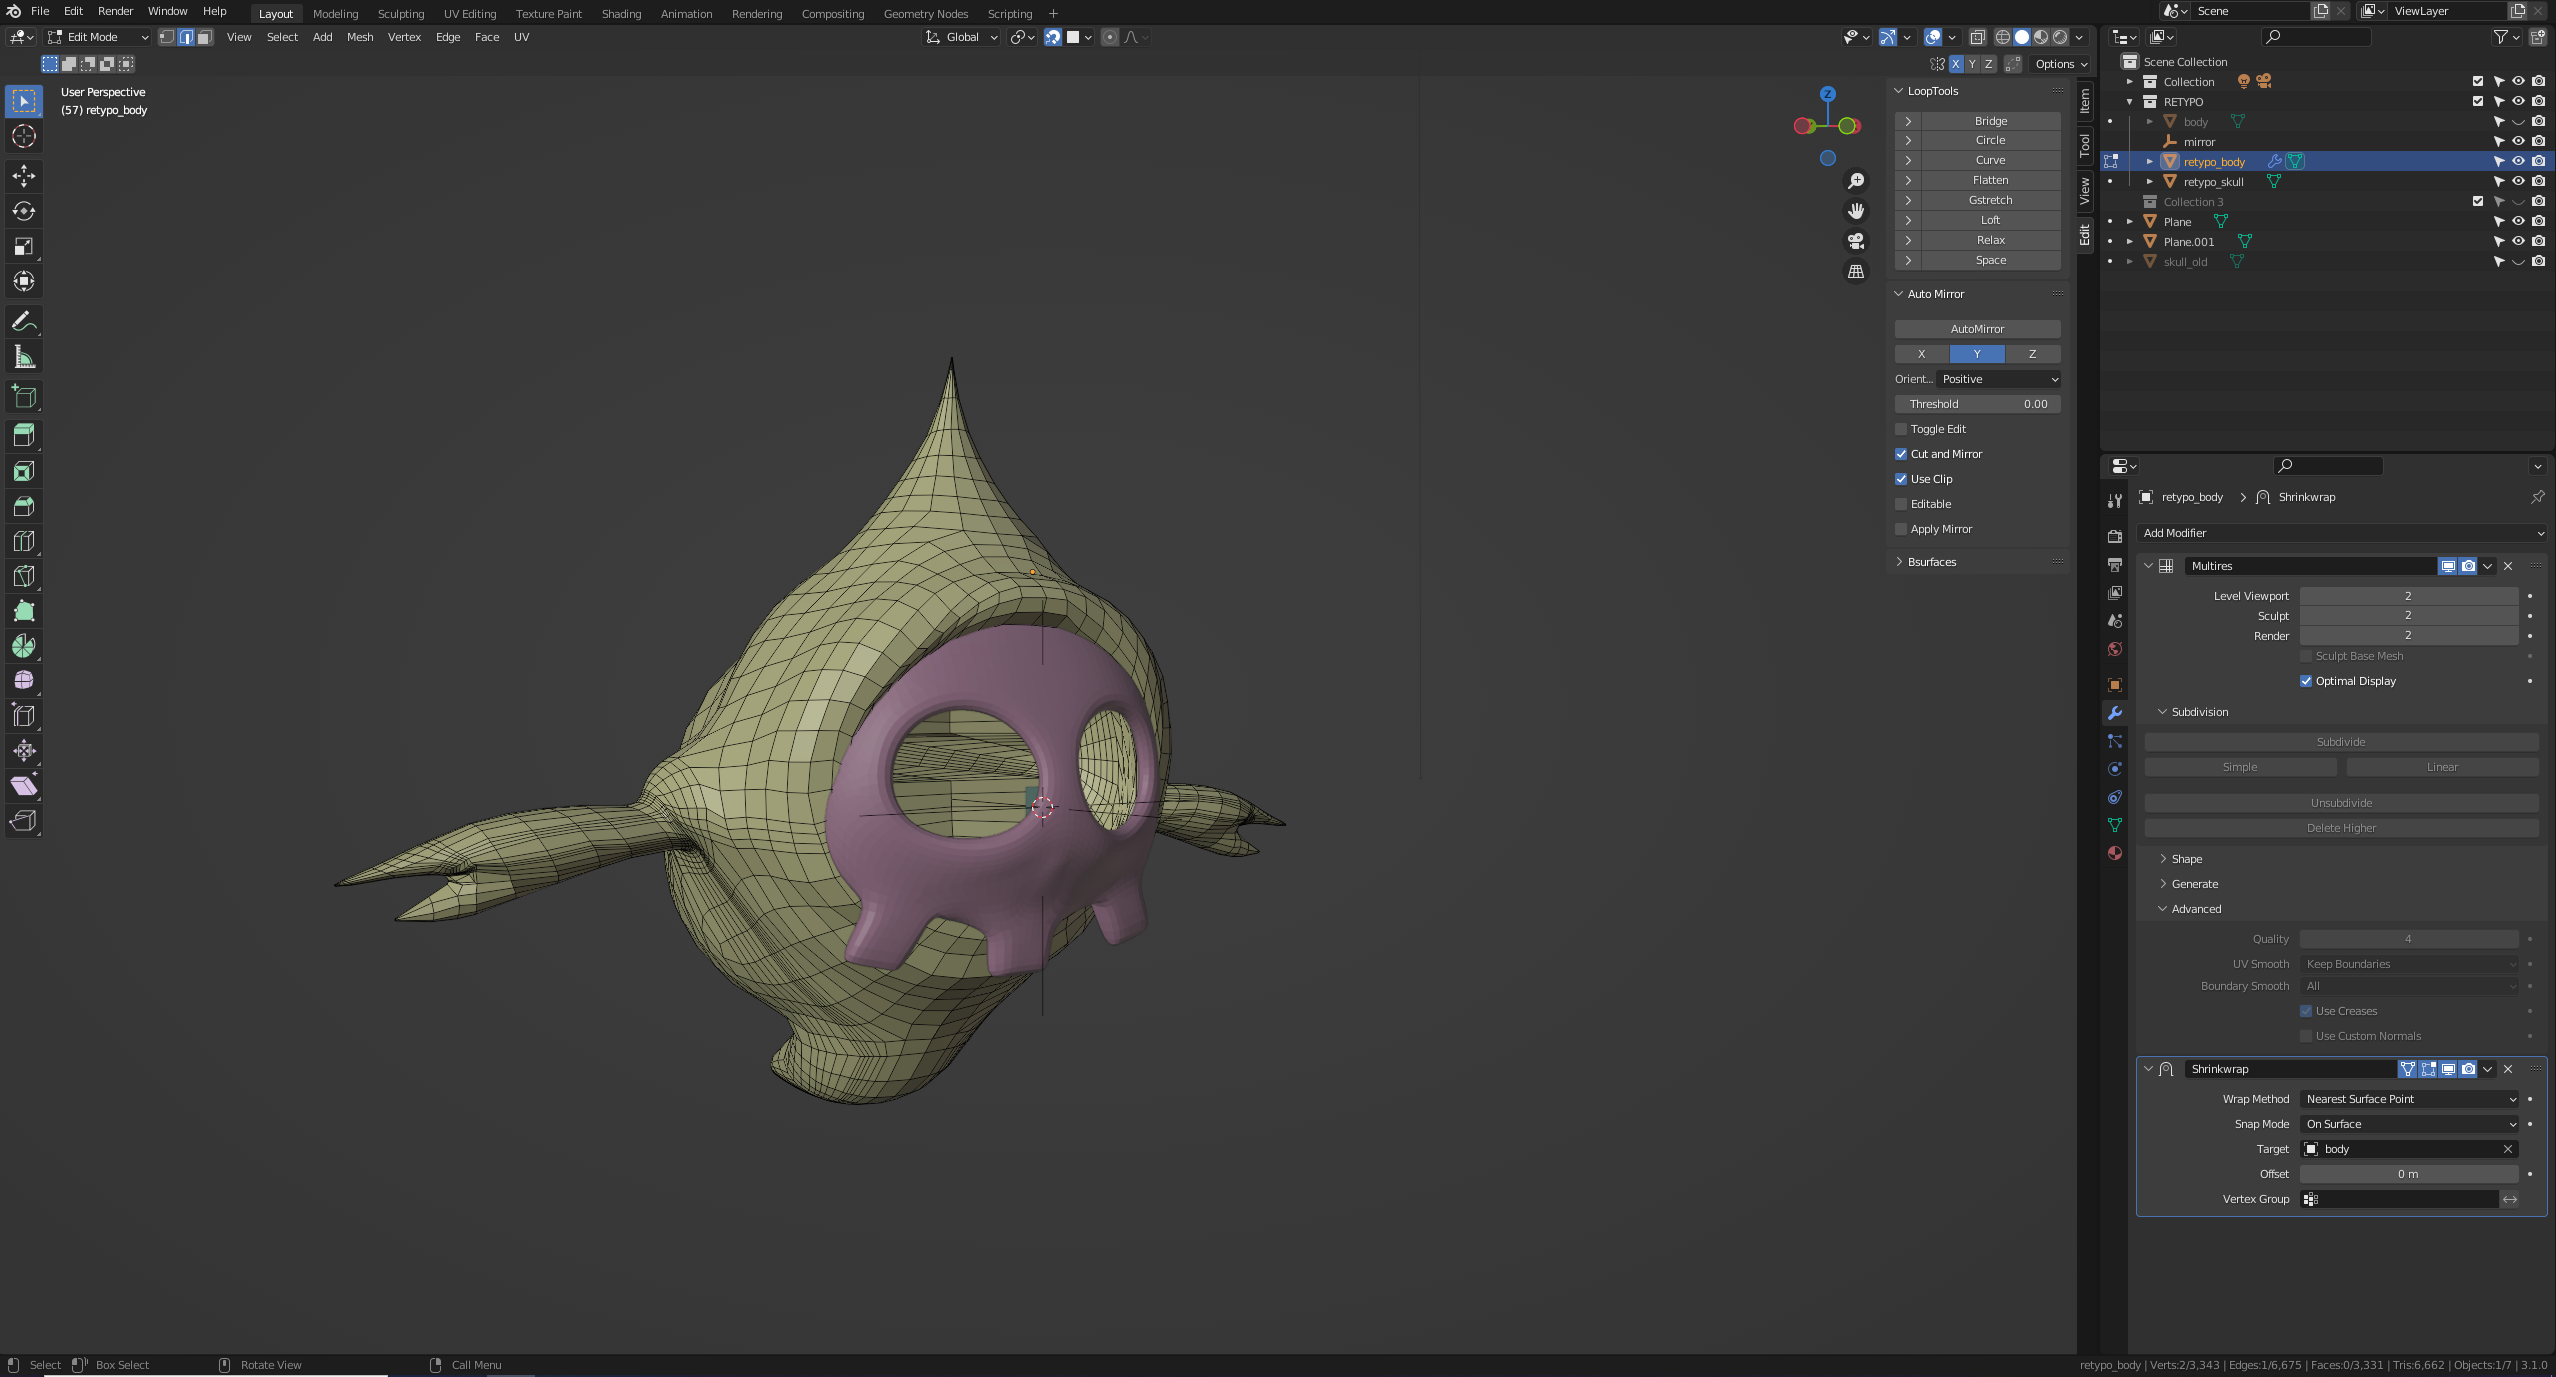 File Edit Render Window Help Layout Modeling Sculpting UV Editing Texture Paint Shading Animation Rendering Compositing Geometry Nodes Scripting + Scene ViewLayer
Edit Mode View Select Add Mesh Vertex Edge Face UV Global
X Y Z Options
User Perspective
(57) retypo_body
LoopTools
Bridge
Circle
Curve
Flatten
Gstretch
Loft
Relax
Space
Auto Mirror
AutoMirror
X Y Z
Orient... Positive
Threshold 0.00
Toggle Edit
Cut and Mirror
Use Clip
Editable
Apply Mirror
Bsurfaces
Item
Tool
View
Edit
Z
Scene Collection
Collection
RETYPO
body
mirror
retypo_body
retypo_skull
Collection 3
Plane
Plane.001
skull_old
retypo_body > Shrinkwrap
Add Modifier
Multires
Level Viewport 2
Sculpt 2
Render 2
Sculpt Base Mesh
Optimal Display
Subdivision
Subdivide
Simple Linear
Unsubdivide
Delete Higher
Shape
Generate
Advanced
Quality 4
UV Smooth Keep Boundaries
Boundary Smooth All
Use Creases
Use Custom Normals
Shrinkwrap
Wrap Method Nearest Surface Point
Snap Mode On Surface
Target body
Offset 0 m
Vertex Group
Select Box Select Rotate View Call Menu
retypo_body | Verts:2/3,343 | Edges:1/6,675 | Faces:0/3,331 | Tris:6,662 | Objects:1/7 | 3.1.0